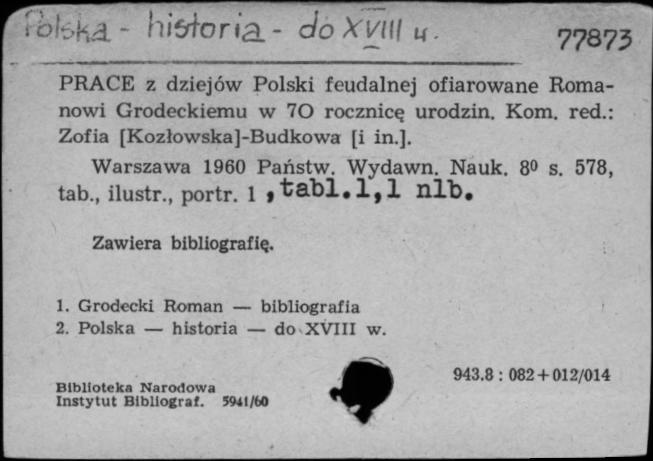 Polska - historia - do XVIII w.
77873
PRACE z dziejów Polski feudalnej ofiarowane Roma-
nowi Grodeckiemu w 70 rocznicę urodzin. Kom. red.:
Zofia [Kozłowska]-Budkowa [i in.].
Warszawa 1960 Państw. Wydawn. Nauk. 8⁰ s. 578,
tab., ilustr., portr. 1 , tabl.1,1 nlb.
Zawiera bibliografię.
1. Grodecki Roman — bibliografia
2. Polska — historia — do XVIII w.
943.8 : 082 + 012/014
Biblioteka Narodowa
Instytut Bibliograf. 5941/60